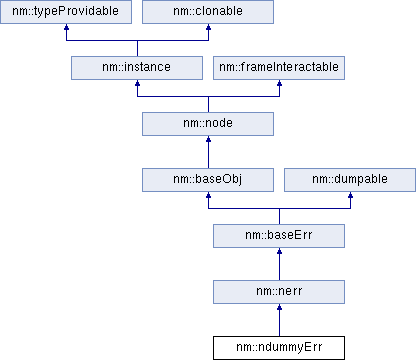 nm::typeProvidable
nm::clonable
nm::instance
nm::frameInteractable
nm::node
nm::baseObj
nm::dumpable
nm::baseErr
nm::nerr
nm::ndummyErr